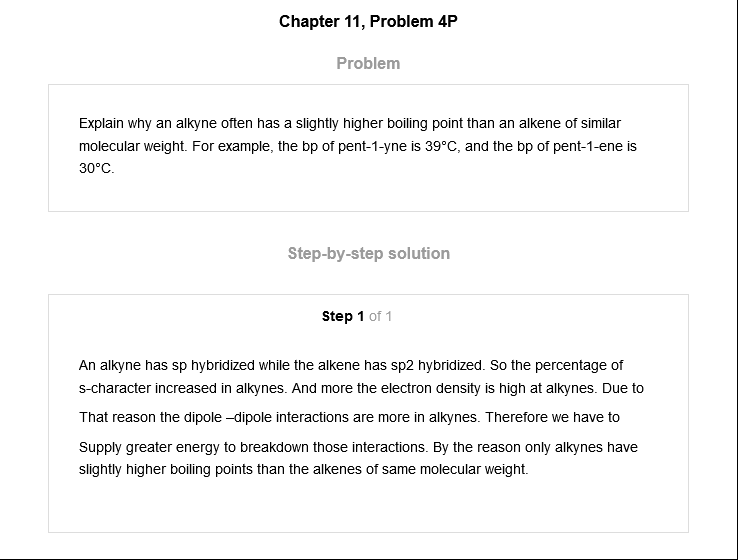 Chapter 11, Problem 4P
Problem
Explain why an alkyne often has a slightly higher boiling point than an alkene of similar
molecular weight. For example, the bp of pent-1-yne is 39°C, and the bp of pent-1-ene is
30°C.
Step-by-step solution
Step 1 of 1
An alkyne has sp hybridized while the alkene has sp2 hybridized. So the percentage of
s-character increased in alkynes. And more the electron density is high at alkynes. Due to
That reason the dipole –dipole interactions are more in alkynes. Therefore we have to
Supply greater energy to breakdown those interactions. By the reason only alkynes have
slightly higher boiling points than the alkenes of same molecular weight.